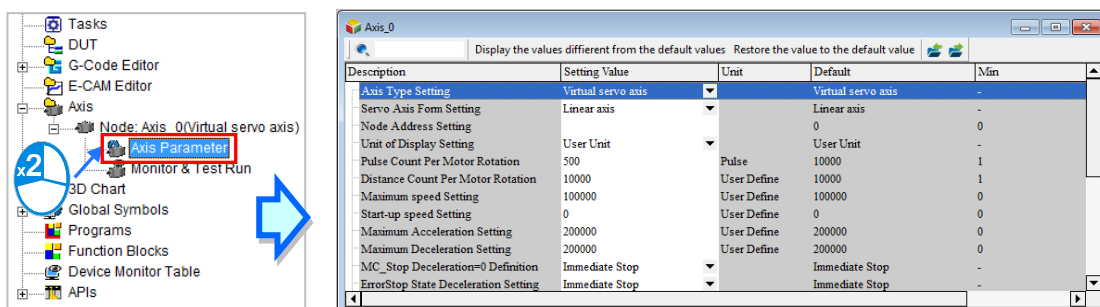 Tasks
DUT
G-Code Editor
E-CAM Editor
Axis
Node: Axis_0(Virtual servo axis)
Axis Parameter
Monitor & Test Run
x2
3D Chart
Global Symbols
Programs
Function Blocks
Device Monitor Table
APIs
Axis_0
Display the values diffierent from the default values Restore the value to the default value
Description Setting Value Unit Default Min
Axis Type Setting Virtual servo axis Virtual servo axis -
Servo Axis Form Setting Linear axis Linear axis -
Node Address Setting 0 0
Unit of Display Setting User Unit User Unit -
Pulse Count Per Motor Rotation 500 Pulse 10000 1
Distance Count Per Motor Rotation 10000 User Define 10000 1
Maximum speed Setting 100000 User Define 100000 0
Start-up speed Setting 0 User Define 0 0
Maximum Acceleration Setting 200000 User Define 200000 0
Maximum Deceleration Setting 200000 User Define 200000 0
MC_Stop Deceleration=0 Definition Immediate Stop Immediate Stop -
ErrorStop State Deceleration Setting Immediate Stop Immediate Stop -